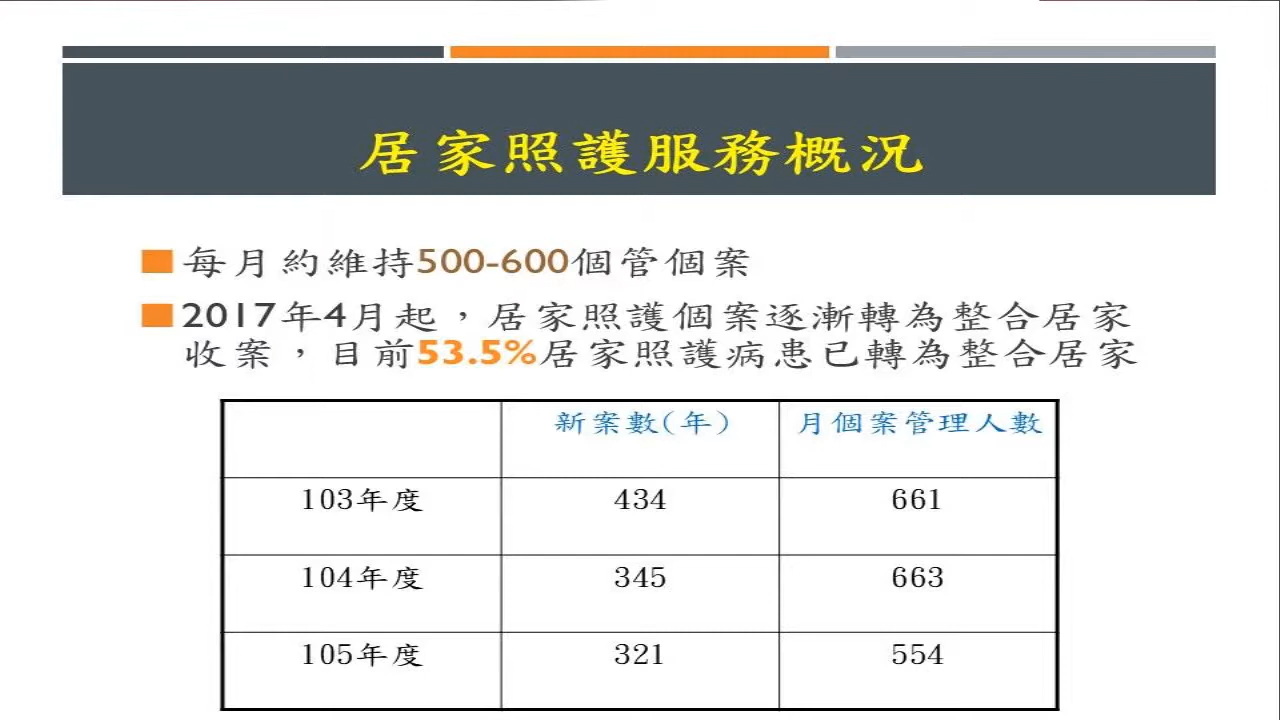 居家照護服務概況
每月約維持500-600個管個案
2017年4月起，居家照護個案逐漸轉為整合居家
收案，目前53.5%居家照護病患已轉為整合居家
新案數(年) 月個案管理人數
103年度 434 661
104年度 345 663
105年度 321 554